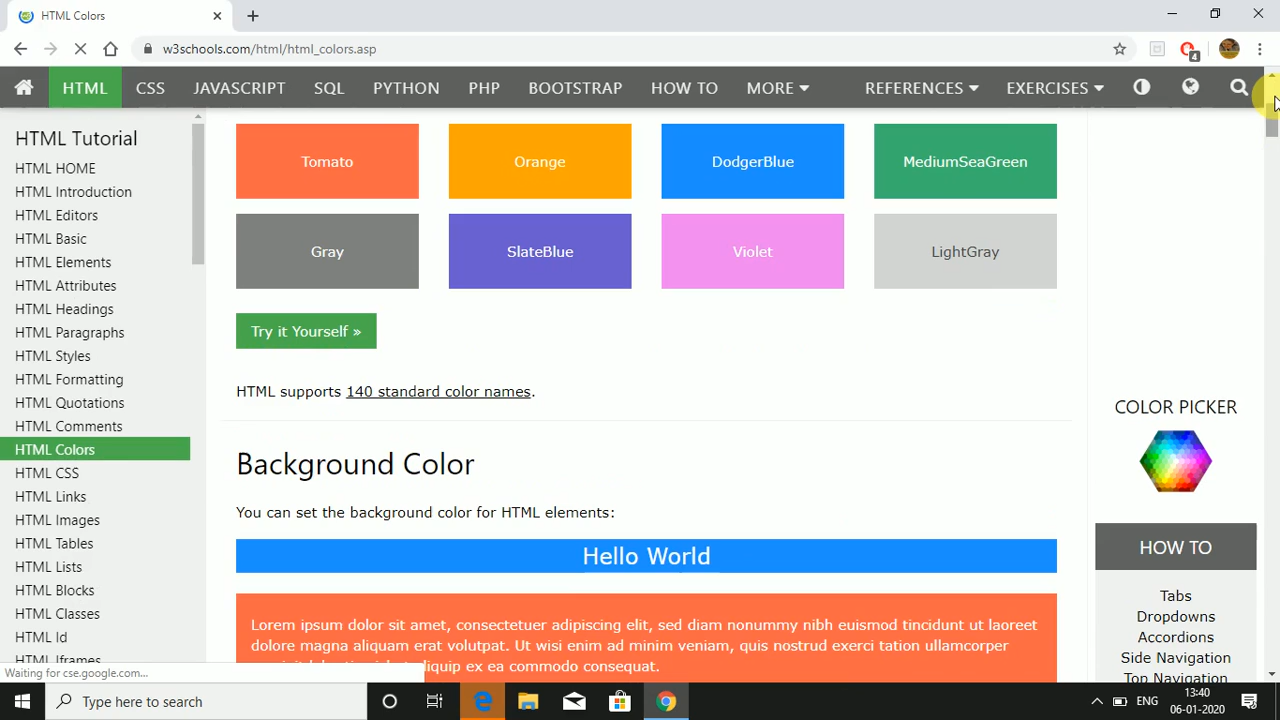 HTML Colors
w3schools.com/html/html_colors.asp
4
HTML CSS JAVASCRIPT SQL PYTHON PHP BOOTSTRAP HOW TO MORE REFERENCES EXERCISES
HTML Tutorial
HTML HOME
HTML Introduction
HTML Editors
HTML Basic
HTML Elements
HTML Attributes
HTML Headings
HTML Paragraphs
HTML Styles
HTML Formatting
HTML Quotations
HTML Comments
HTML Colors
HTML CSS
HTML Links
HTML Images
HTML Tables
HTML Lists
HTML Blocks
HTML Classes
HTML Id
HTML Iframes
Tomato Orange DodgerBlue MediumSeaGreen
Gray SlateBlue Violet LightGray
Try it Yourself »
HTML supports 140 standard color names.
Background Color
You can set the background color for HTML elements:
Hello World
Lorem ipsum dolor sit amet, consectetuer adipiscing elit, sed diam nonummy nibh euismod tincidunt ut laoreet
dolore magna aliquam erat volutpat. Ut wisi enim ad minim veniam, quis nostrud exerci tation ullamcorper
aliquip ex ea commodo consequat.
COLOR PICKER
HOW TO
Tabs
Dropdowns
Accordions
Side Navigation
Top Navigation
Waiting for cse.google.com...
Type here to search
ENG
13:40
06-01-2020